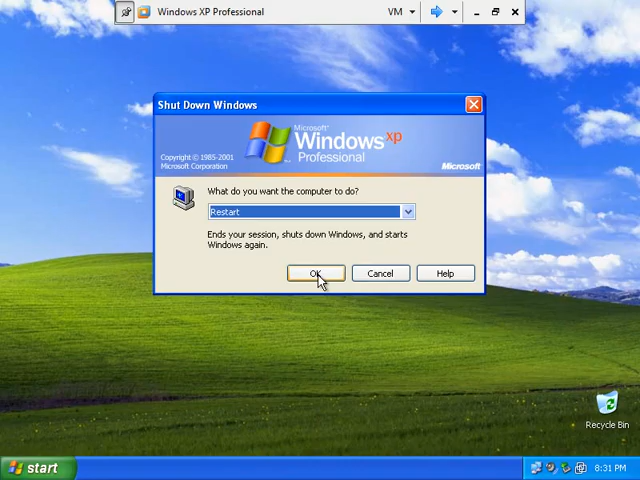 Windows XP Professional
VM
Shut Down Windows
Microsoft
Windows xp
Professional
Copyright © 1985-2001
Microsoft Corporation
Microsoft
What do you want the computer to do?
Restart
Ends your session, shuts down Windows, and starts
Windows again.
OK
Cancel
Help
Recycle Bin
start
8:31 PM